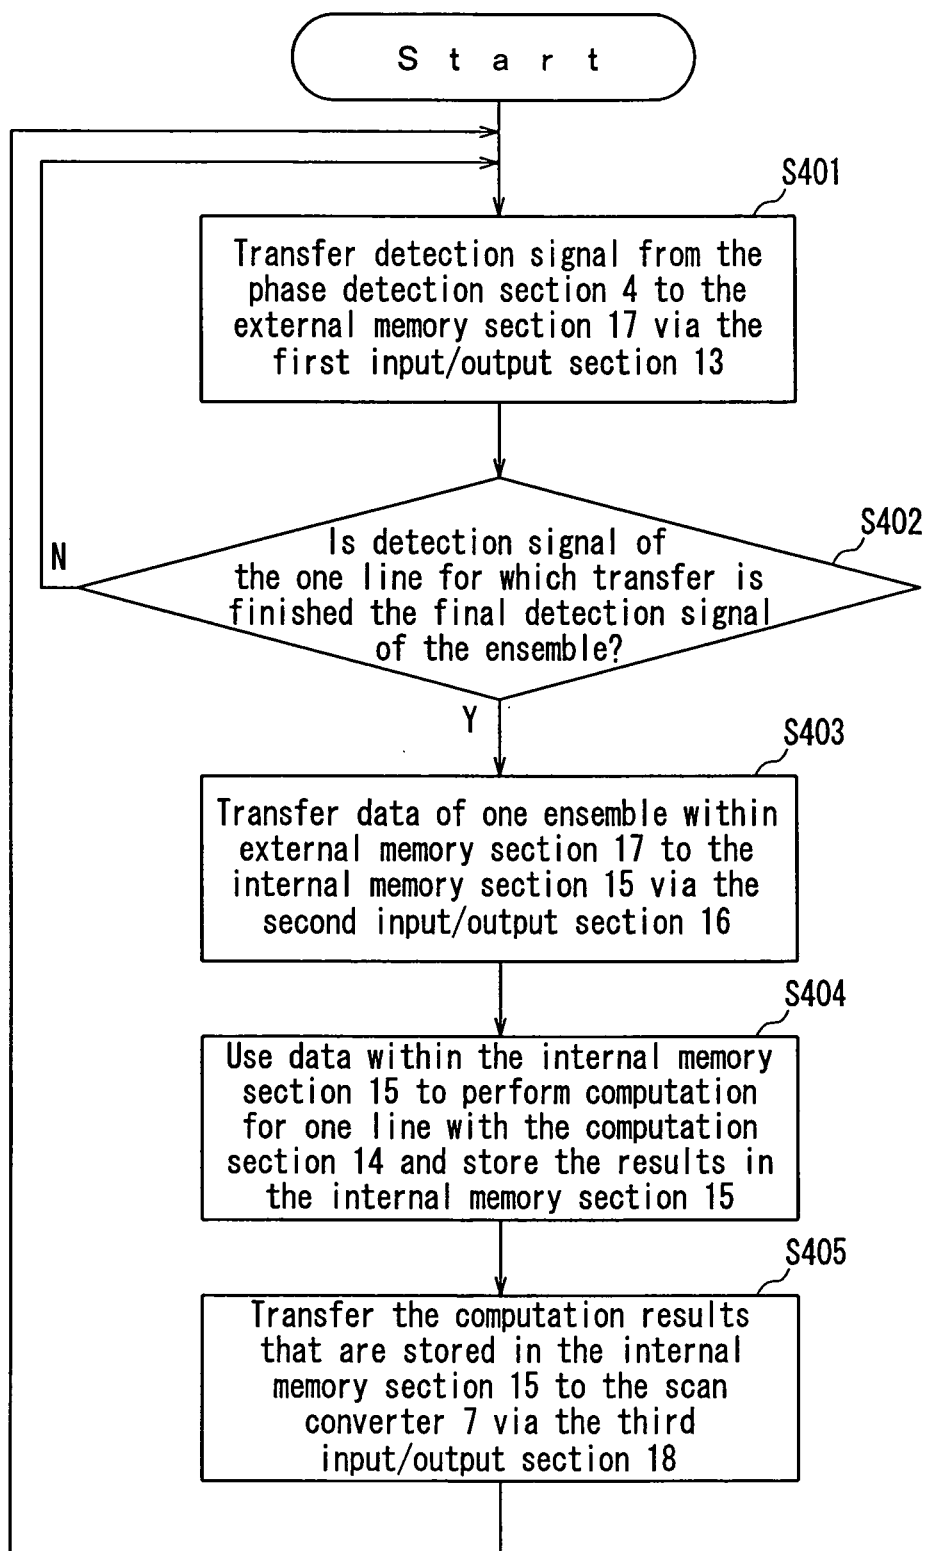 Start
S401
Transfer detection signal from the
phase detection section 4 to the
external memory section 17 via the
first input/output section 13
S402
N
Is detection signal of
the one line for which transfer is
finished the final detection signal
of the ensemble?
Y
S403
Transfer data of one ensemble within
external memory section 17 to the
internal memory section 15 via the
second input/output section 16
S404
Use data within the internal memory
section 15 to perform computation
for one line with the computation
section 14 and store the results in
the internal memory section 15
S405
Transfer the computation results
that are stored in the internal
memory section 15 to the scan
converter 7 via the third
input/output section 18